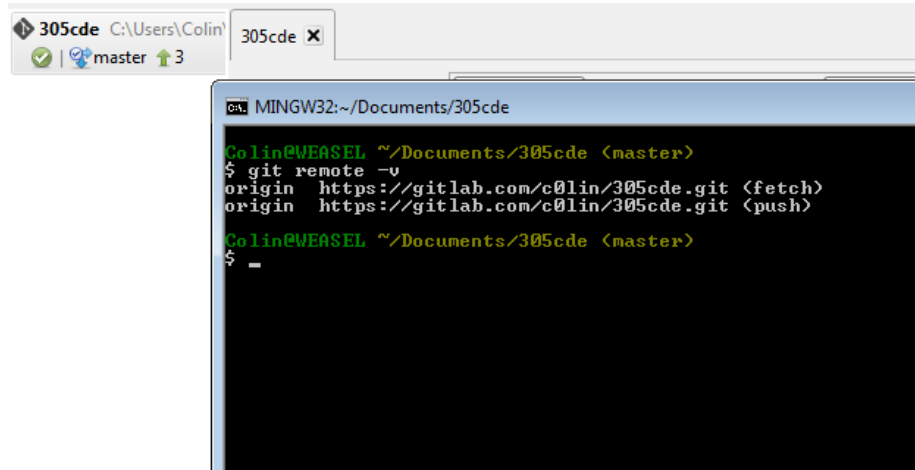 305cde C:\Users\Colin\
master 3
305cde
MINGW32:~/Documents/305cde
Colin@WEASEL ~/Documents/305cde (master)
$ git remote -v
origin https://gitlab.com/c0lin/305cde.git (fetch)
origin https://gitlab.com/c0lin/305cde.git (push)
Colin@WEASEL ~/Documents/305cde (master)
$ _